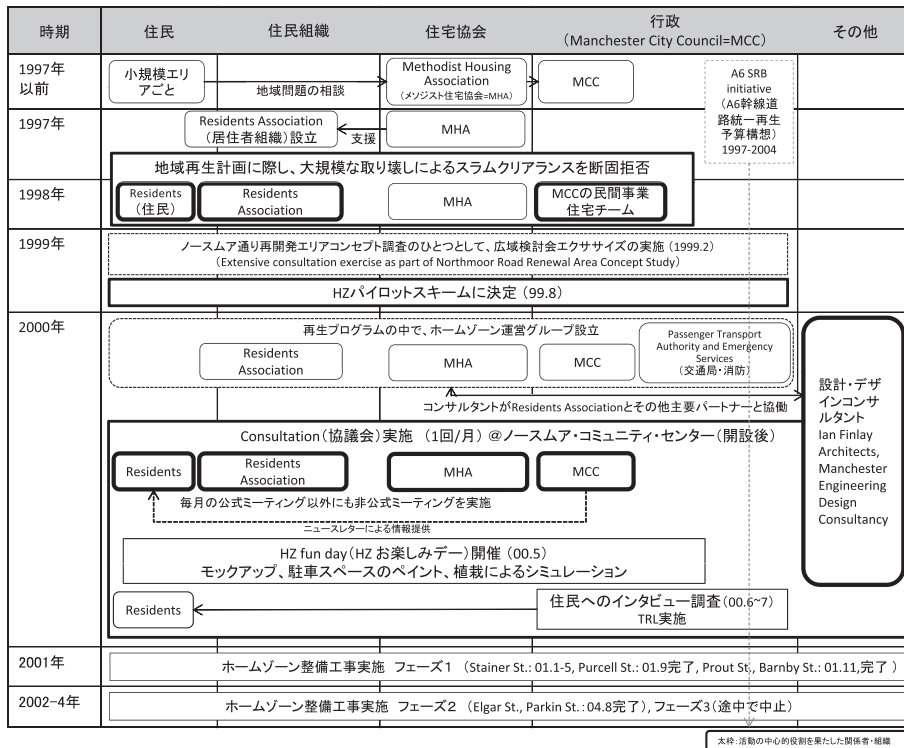 時期
住民
住民組織
住宅協会
行政
(Manchester City Council=MCC)
その他
1997年
以前
小規模エリ
アごと
地域問題の相談
Methodist Housing
Association
(メソジスト住宅協会=MHA)
MCC
A6 SRB
initiative
(A6幹線道
路統一再生
予算構想)
1997-2004
1997年
Residents Association
(居住者組織)設立
支援
MHA
地域再生計画に際し、大規模な取り壊しによるスラムクリアランスを断固拒否
1998年
Residents
(住民)
Residents
Association
MHA
MCCの民間事業
住宅チーム
1999年
ノースムア通り再開発エリアコンセプト調査のひとつとして、広域検討会エクササイズの実施 (1999.2)
(Extensive consultation exercise as part of Northmoor Road Renewal Area Concept Study)
HZパイロットスキームに決定 (99.8)
2000年
再生プログラムの中で、ホームゾーン運営グループ設立
Residents
Association
MHA
MCC
Passenger Transport
Authority and Emergency
Services
(交通局・消防)
コンサルタントがResidents Associationとその他主要パートナーと協働
設計・デザ
インコンサ
ルタント
Ian Finlay
Architects,
Manchester
Engineering
Design
Consultancy
Consultation(協議会)実施 (1回/月) @ノースムア・コミュニティ・センター(開設後)
Residents
Residents
Association
MHA
MCC
毎月の公式ミーティング以外にも非公式ミーティングを実施
ニュースレターによる情報提供
HZ fun day(HZ お楽しみデー)開催 (00.5)
モックアップ、駐車スペースのペイント、植栽によるシミュレーション
Residents
住民へのインタビュー調査(00.6~7)
TRL実施
2001年
ホームゾーン整備工事実施 フェーズ1 (Stainer St.: 01.1-5, Purcell St.: 01.9完了, Prout St., Barnby St.: 01.11,完了 )
2002-4年
ホームゾーン整備工事実施 フェーズ2 (Elgar St., Parkin St.: 04.8完了), フェーズ3(途中で中止)
太枠:活動の中心的役割を果たした関係者・組織